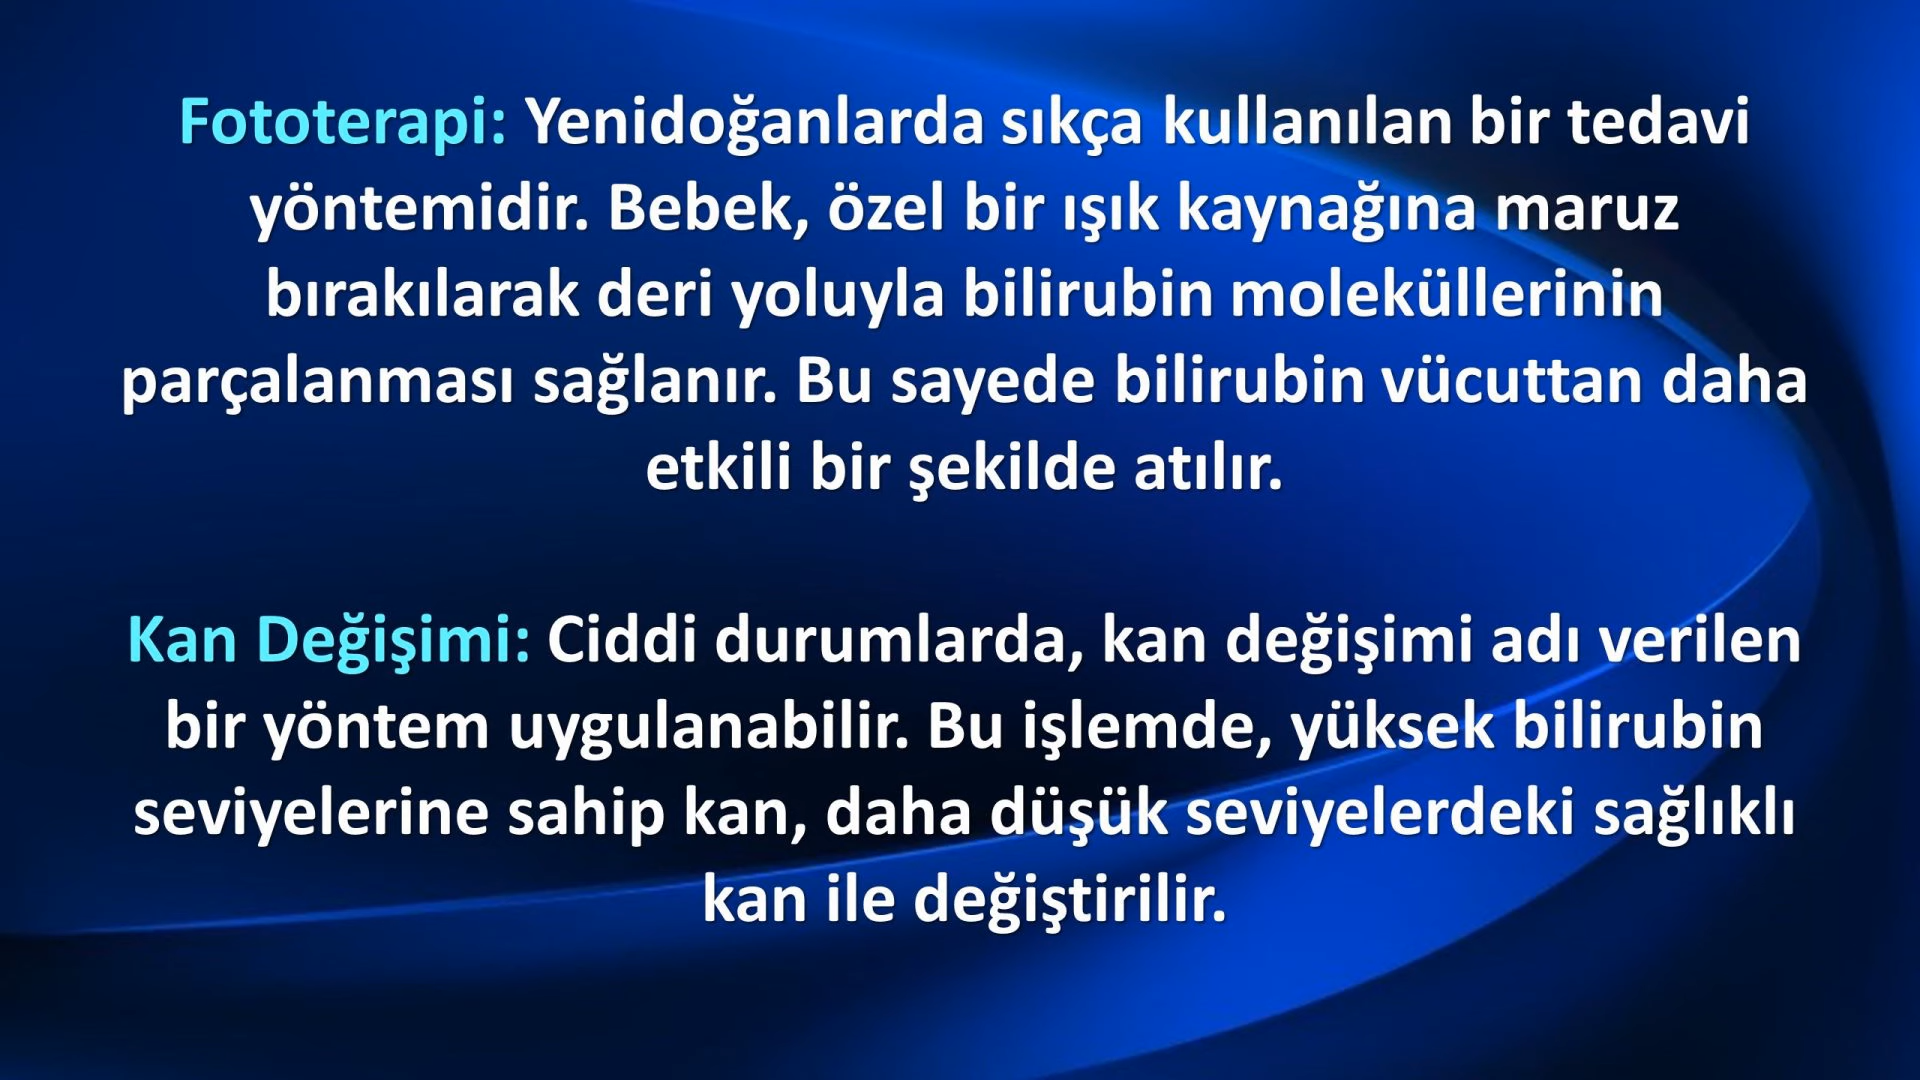 Fototerapi: Yenidoğanlarda sıkça kullanılan bir tedavi
yöntemidir. Bebek, özel bir ışık kaynağına maruz
bırakılarak deri yoluyla bilirubin moleküllerinin
parçalanması sağlanır. Bu sayede bilirubin vücuttan daha
etkili bir şekilde atılır.
Kan Değişimi: Ciddi durumlarda, kan değişimi adı verilen
bir yöntem uygulanabilir. Bu işlemde, yüksek bilirubin
seviyelerine sahip kan, daha düşük seviyelerdeki sağlıklı
kan ile değiştirilir.